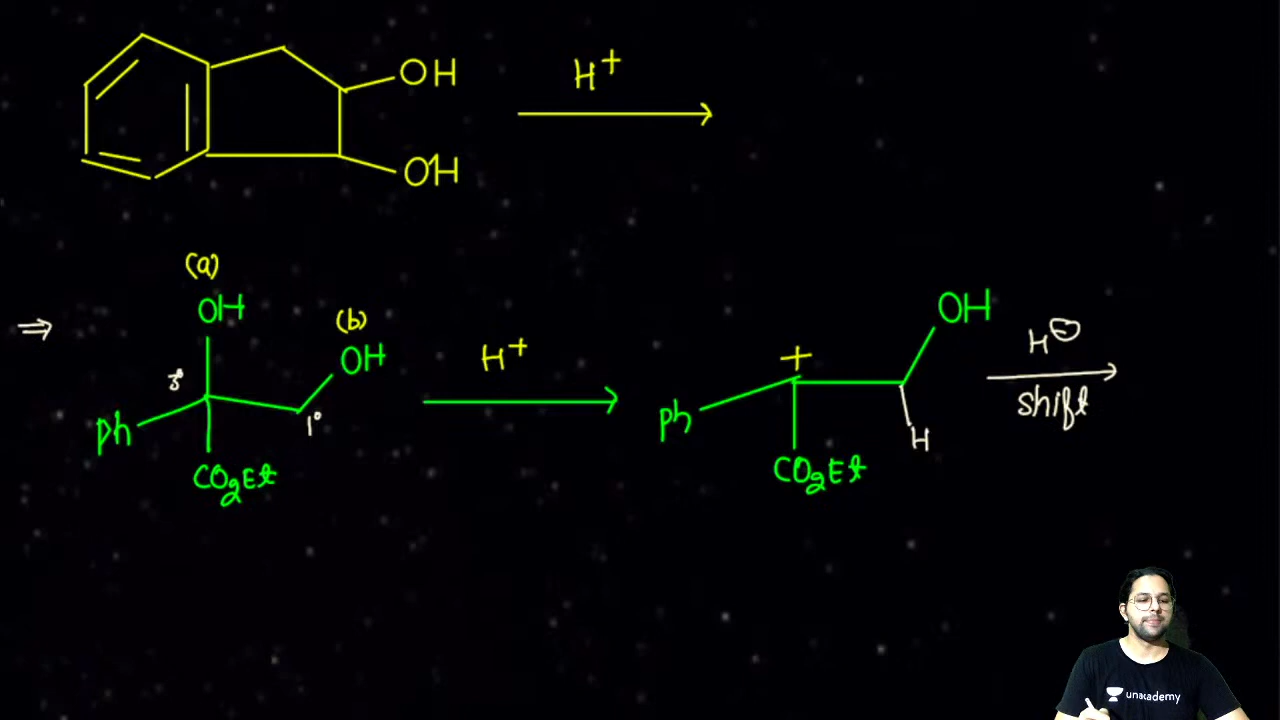 OH
H+
OH
(a)
OH
(b)
OH
3°
1°
Ph
CO2Et
H+
+
OH
Ph
H
CO2Et
H⊖
shift
unacademy